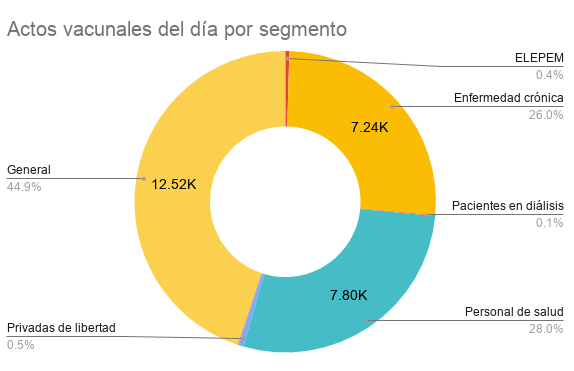 Actos vacunales del día por segmento
ELEPEM
0.4%
Enfermedad crónica
26.0%
7.24K
General
44.9%
12.52K
Pacientes en diálisis
0.1%
7.80K
Personal de salud
28.0%
Privadas de libertad
0.5%